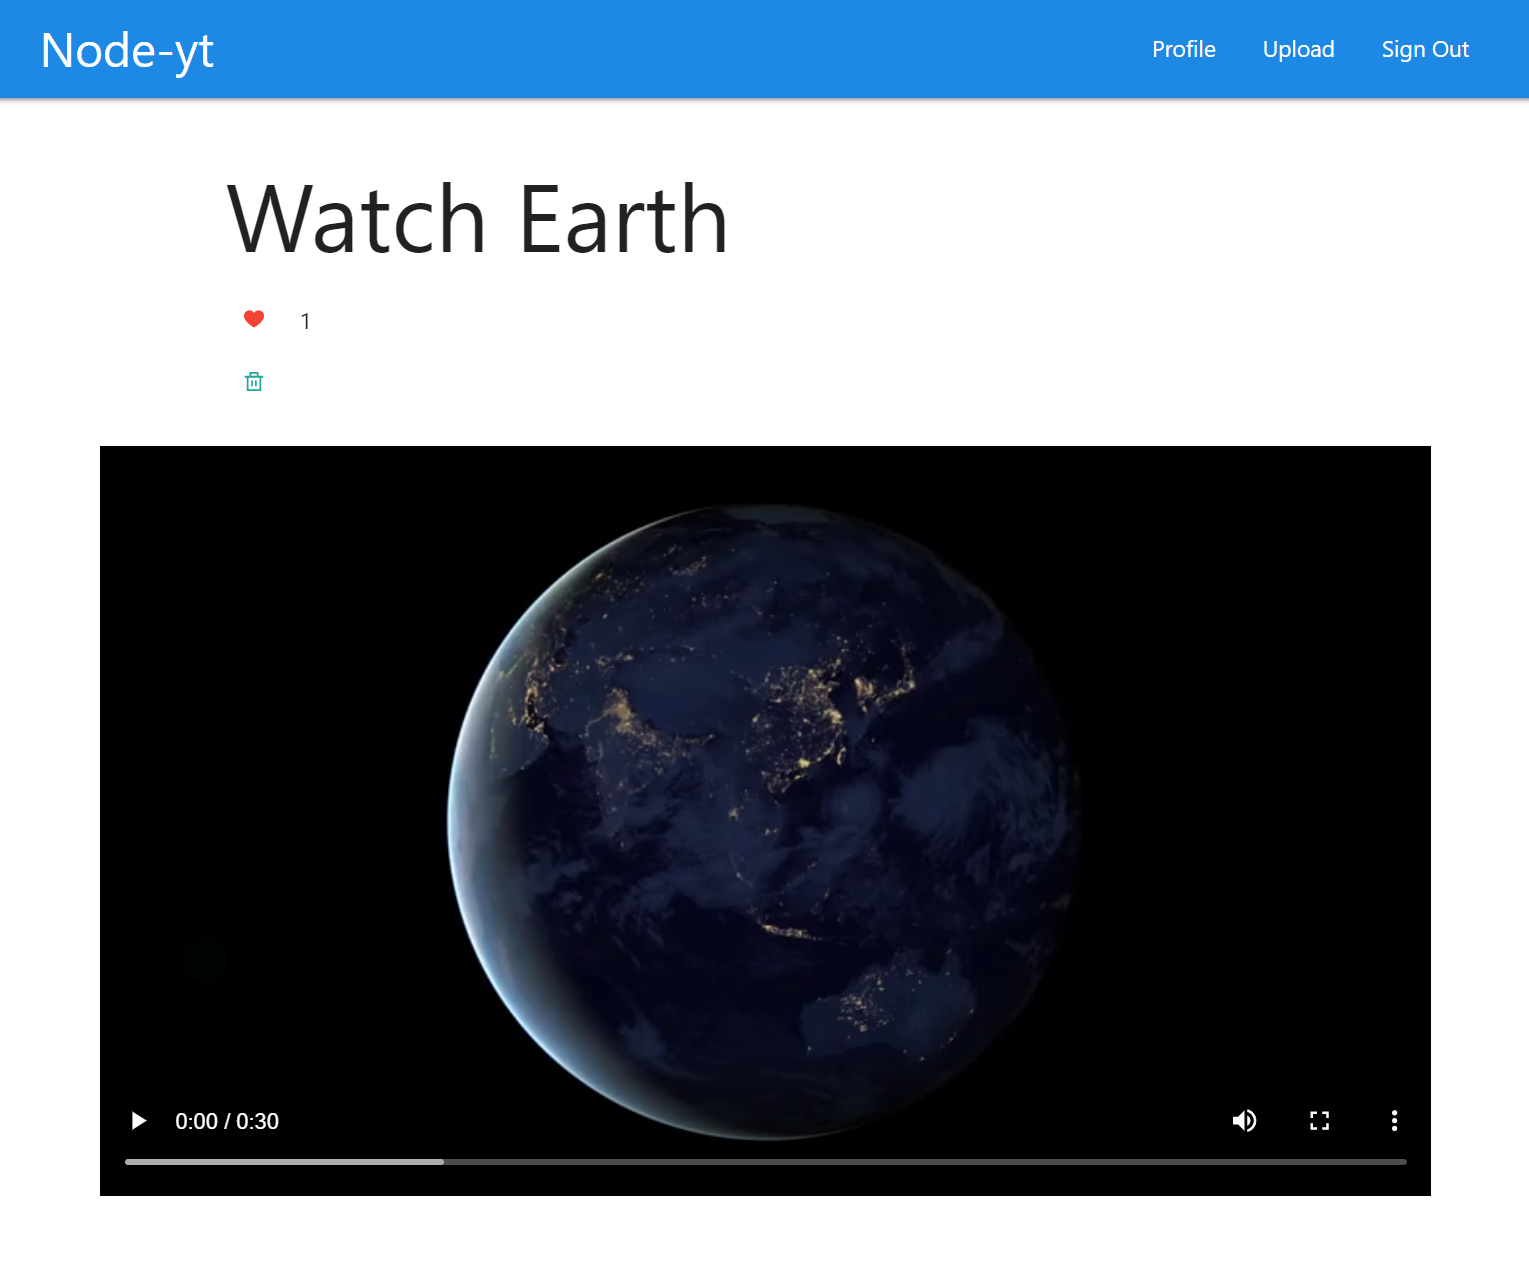 Node-yt
Profile Upload Sign Out
Watch Earth
1
0:00 / 0:30